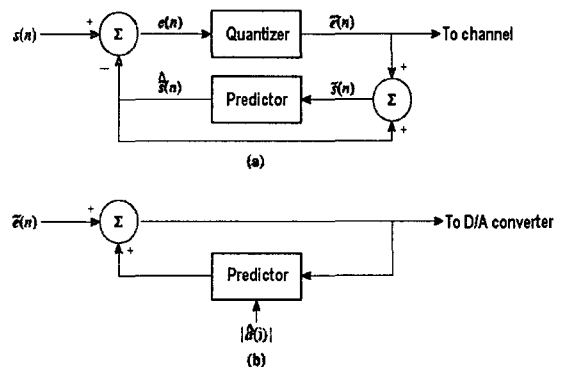 s(n) + Σ e(n) Quantizer ẽ(n) To channel
− ŝ(n) Predictor s̃(n) + Σ +
(a)
ẽ(n) + Σ + To D/A converter
Predictor
|â(i)|
(b)